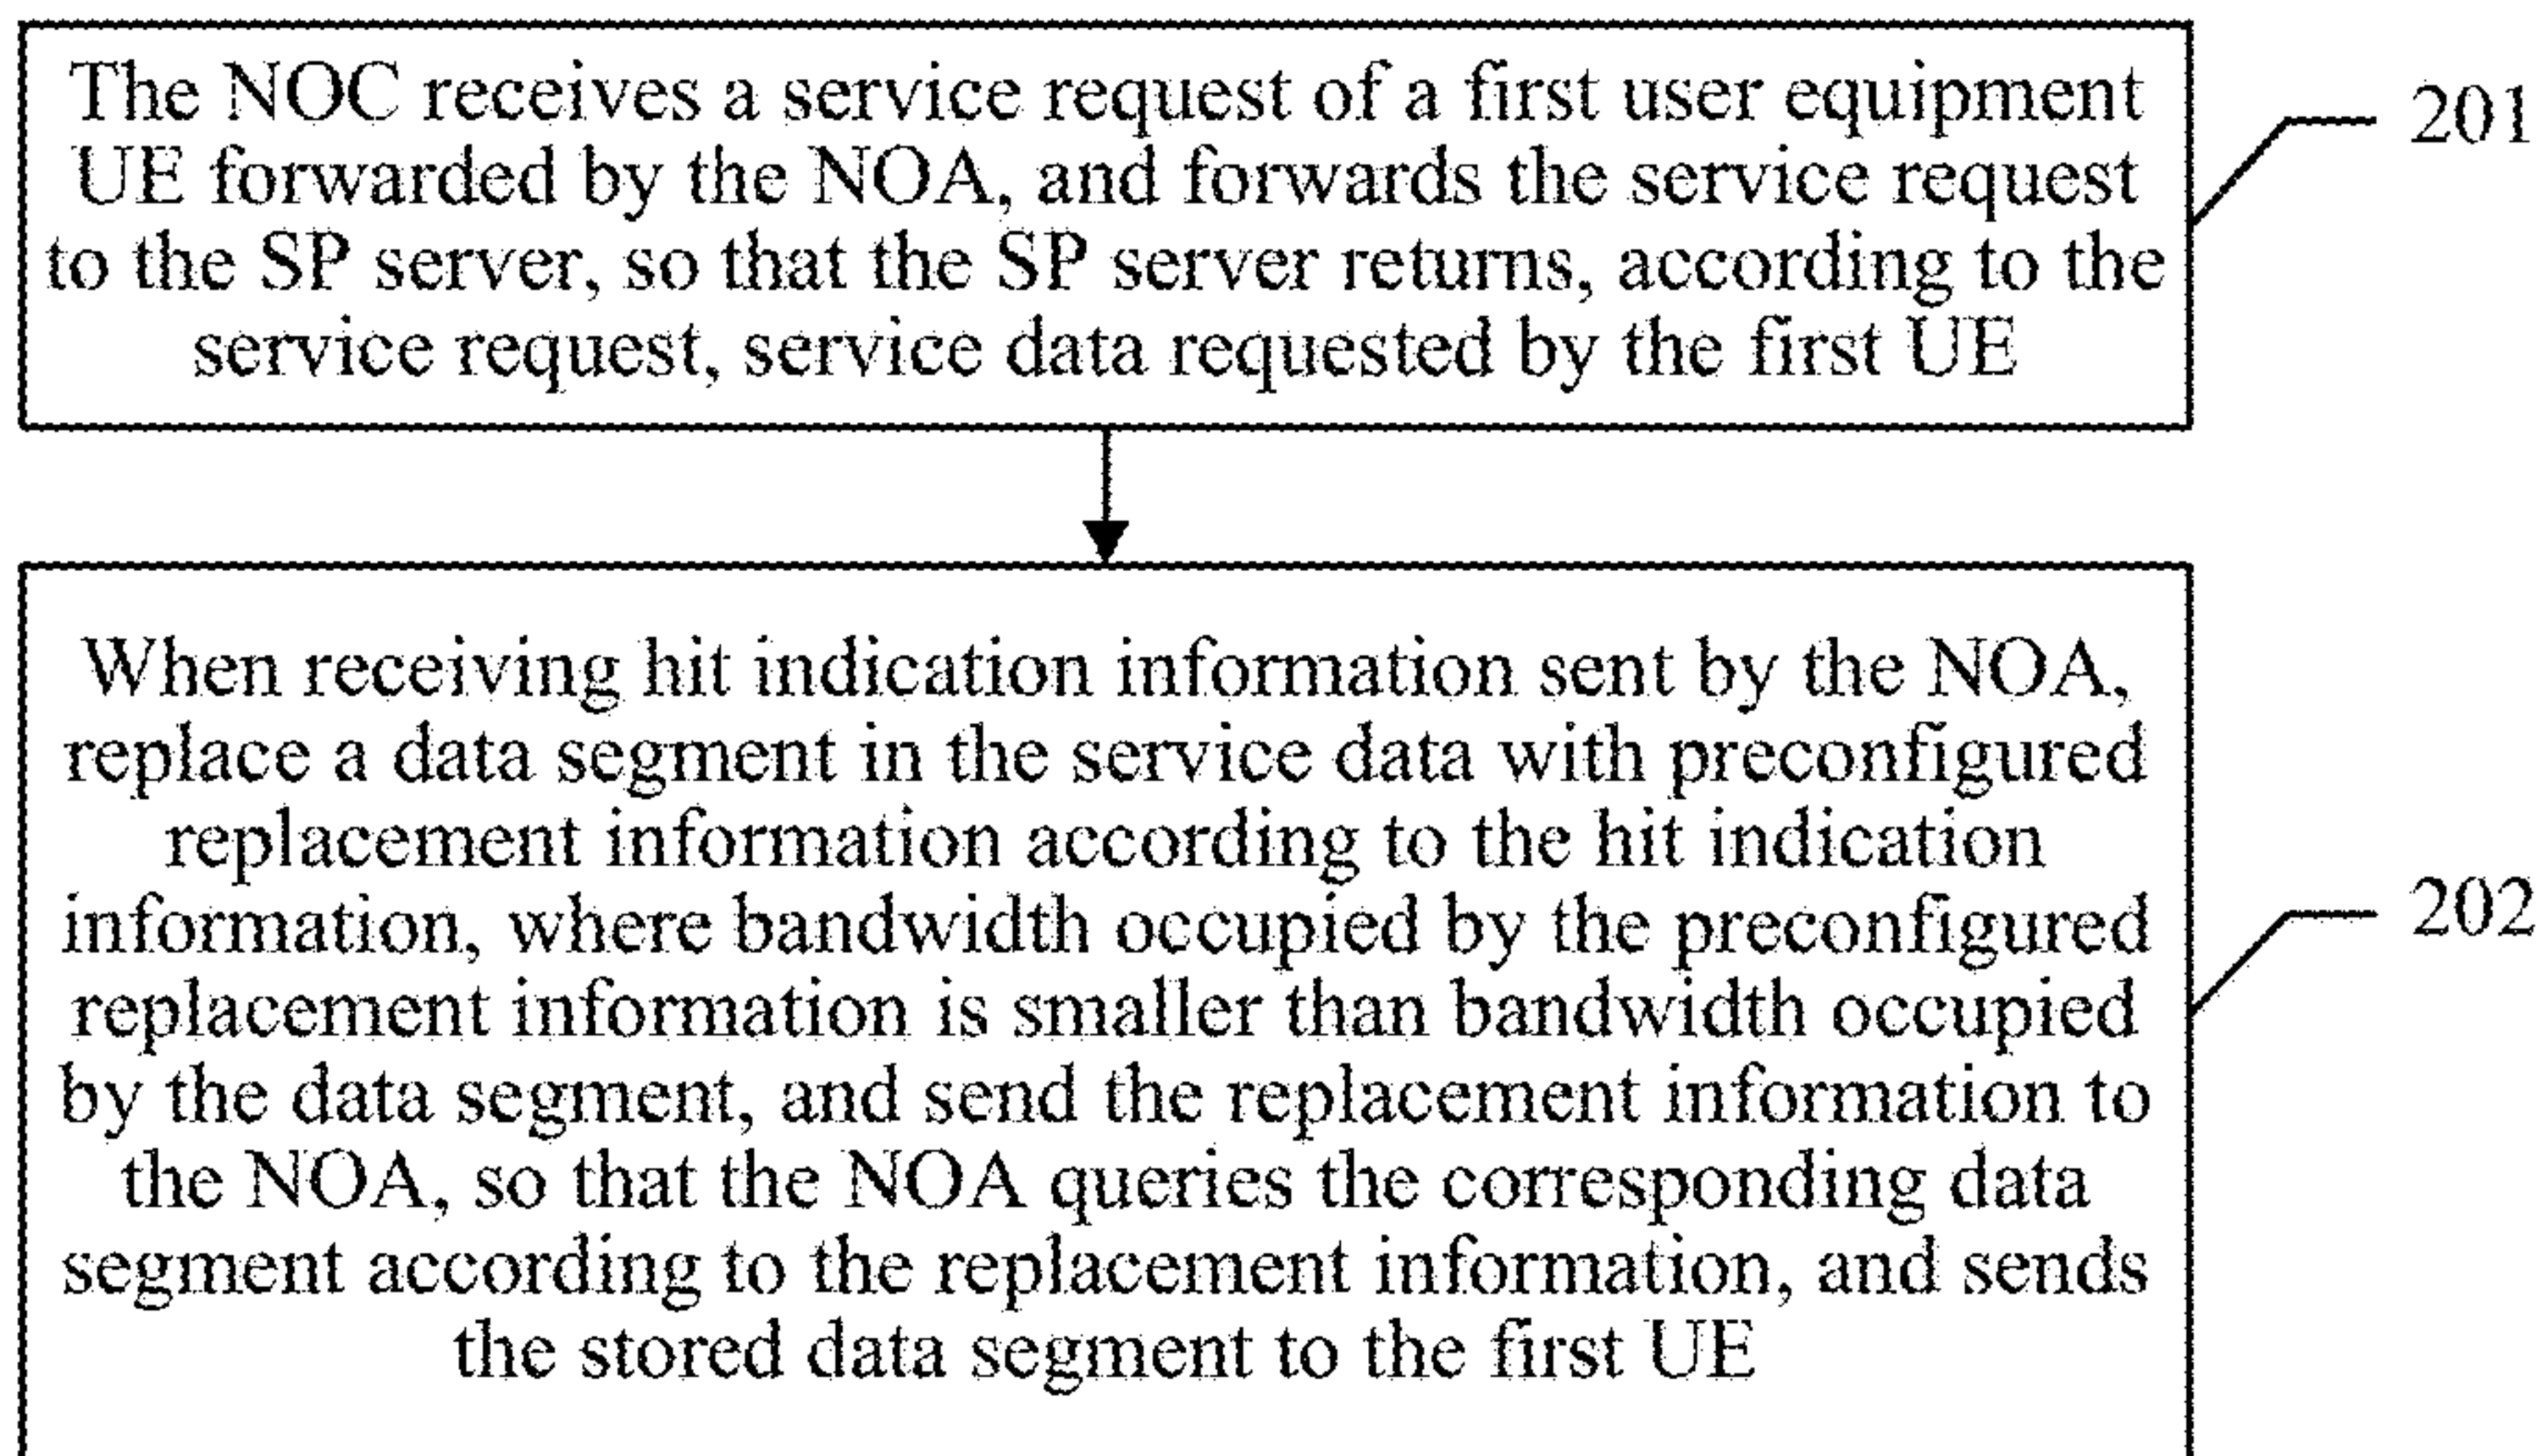 The NOC receives a service request of a first user equipment
UE forwarded by the NOA, and forwards the service request
to the SP server, so that the SP server returns, according to the
service request, service data requested by the first UE
201
When receiving hit indication information sent by the NOA,
replace a data segment in the service data with preconfigured
replacement information according to the hit indication
information, where bandwidth occupied by the preconfigured
replacement information is smaller than bandwidth occupied
by the data segment, and send the replacement information to
the NOA, so that the NOA queries the corresponding data
segment according to the replacement information, and sends
the stored data segment to the first UE
202